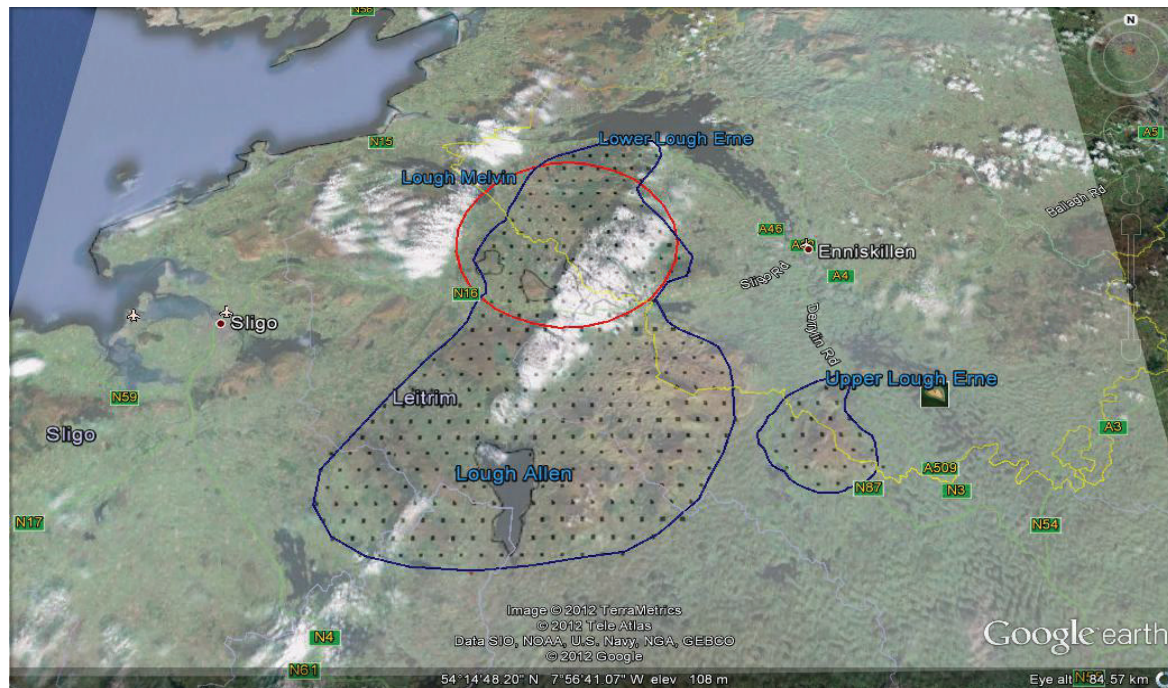 N56
N
A5
N15
Lower Lough Erne
Lough Melvin
Ballagh Rd
A46
Enniskillen
Sligo Rd
A4
N16
Sligo
Derrylin Rd
Upper Lough Erne
N59
Leitrim
Sligo
A3
Lough Allen
A509
N87
N3
N17
N54
Image © 2012 TerraMetrics
© 2012 Tele Atlas
Data SIO, NOAA, U.S. Navy, NGA, GEBCO
© 2012 Google
Google earth
N4
N61
54°14'48.20" N 7°56'41.07" W elev 108 m
Eye alt 84.57 km